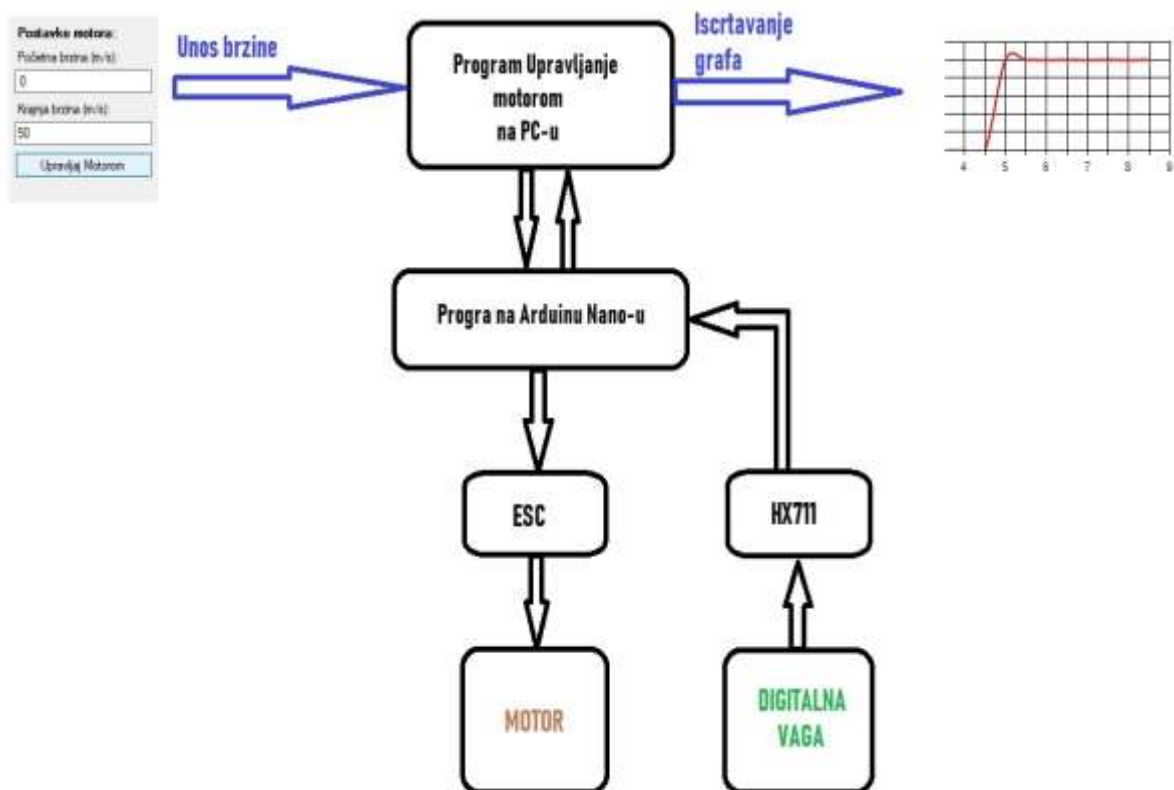 Postavke motora:
Početna brzina (m/s):
0
Krajnja brzina (m/s):
50
Upravljaj Motorom
Unos brzine
Program Upravljanje
motorom
na PC-u
Iscrtavanje
grafa
4 5 6 7 8 9
Progra na Arduinu Nano-u
ESC
HX711
MOTOR
DIGITALNA
VAGA